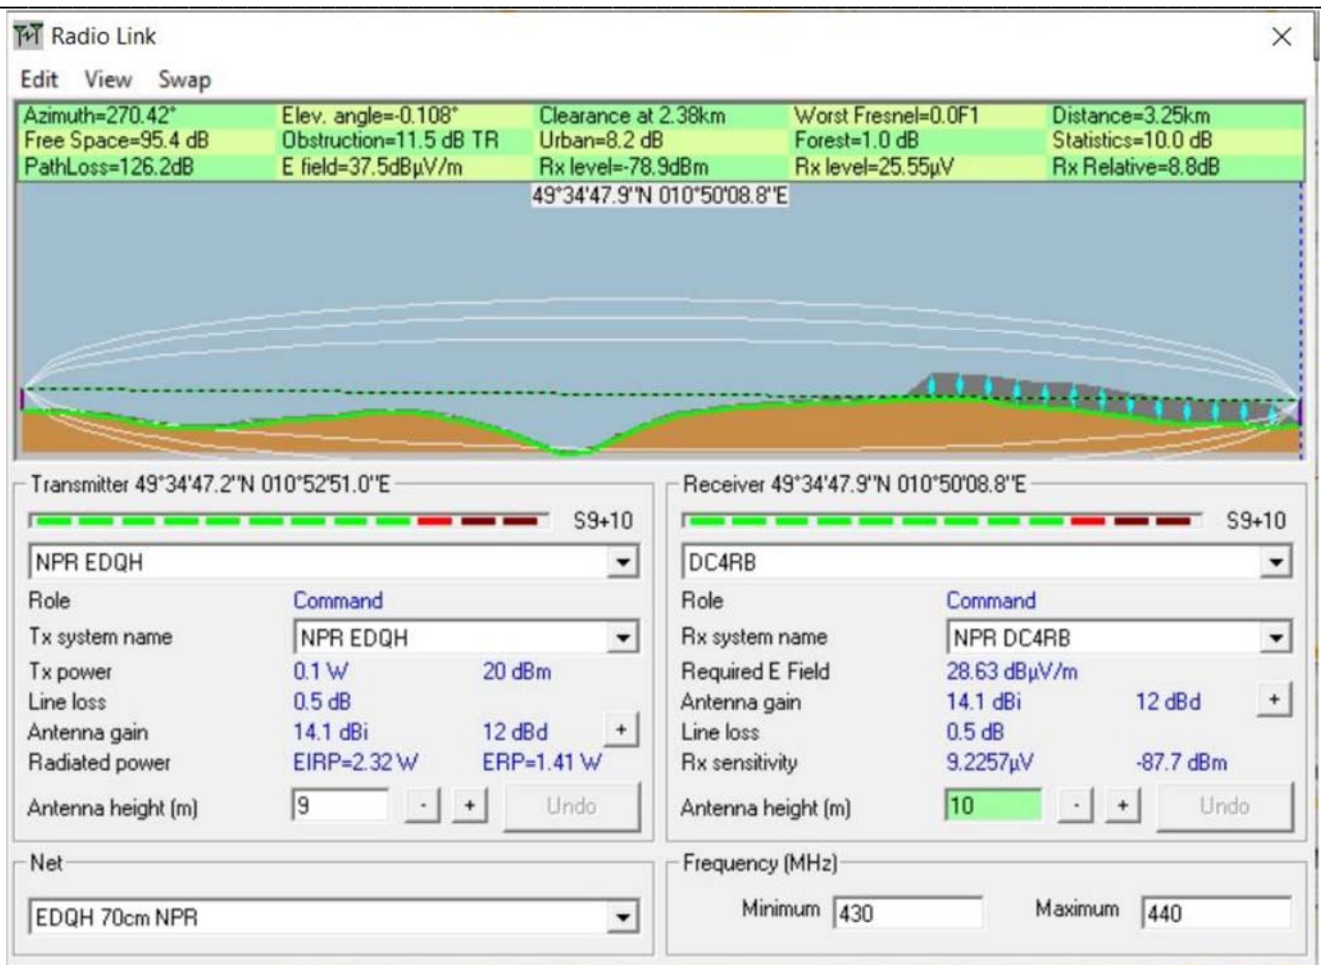 Radio Link
Edit View Swap
Azimuth=270.42° Elev. angle=-0.108° Clearance at 2.38km Worst Fresnel=0.0F1 Distance=3.25km
Free Space=95.4 dB Obstruction=11.5 dB TR Urban=8.2 dB Forest=1.0 dB Statistics=10.0 dB
PathLoss=126.2dB E field=37.5dBµV/m Rx level=-78.9dBm Rx level=25.55µV Rx Relative=8.8dB
49°34'47.9"N 010°50'08.8"E
Transmitter 49°34'47.2"N 010°52'51.0"E
S9+10
NPR EDQH
Role Command
Tx system name NPR EDQH
Tx power 0.1 W 20 dBm
Line loss 0.5 dB
Antenna gain 14.1 dBi 12 dBd +
Radiated power EIRP=2.32 W ERP=1.41 W
Antenna height (m) 9 - + Undo
Receiver 49°34'47.9"N 010°50'08.8"E
S9+10
DC4RB
Role Command
Rx system name NPR DC4RB
Required E Field 28.63 dBµV/m
Antenna gain 14.1 dBi 12 dBd +
Line loss 0.5 dB
Rx sensitivity 9.2257µV -87.7 dBm
Antenna height (m) 10 - + Undo
Net
EDQH 70cm NPR
Frequency (MHz)
Minimum 430 Maximum 440